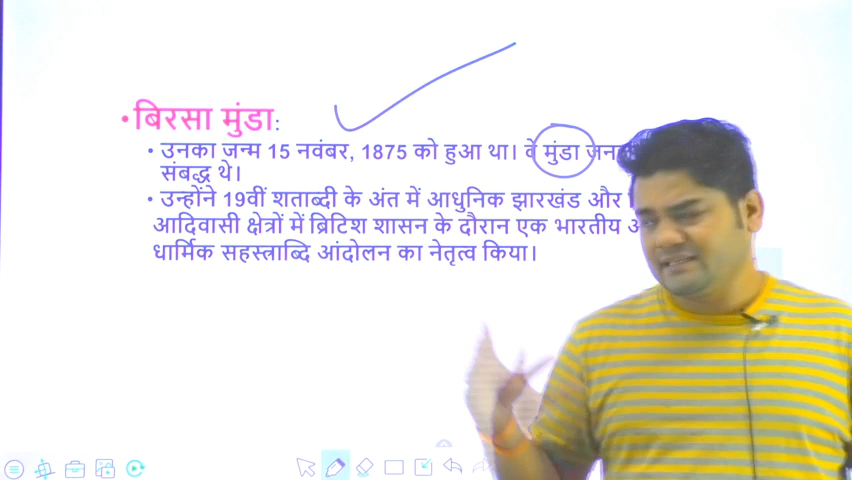 •बिरसा मुंडा:
• उनका जन्म 15 नवंबर, 1875 को हुआ था। वे मुंडा
संबद्ध थे।
• उन्होंने 19वीं शताब्दी के अंत में आधुनिक झारखंड और
आदिवासी क्षेत्रों में ब्रिटिश शासन के दौरान एक भारतीय
धार्मिक सहस्त्राब्दि आंदोलन का नेतृत्व किया।